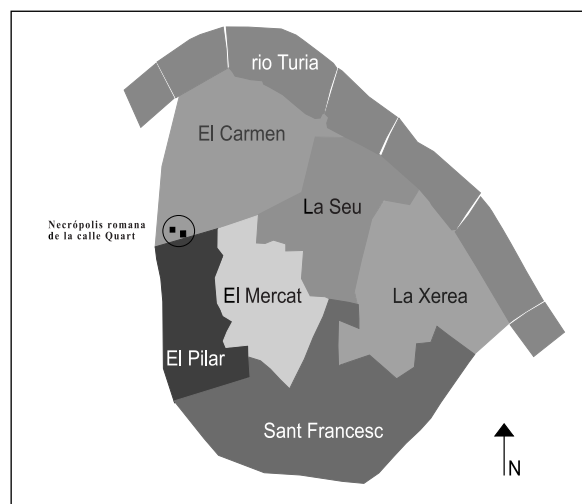 rio Turia
El Carmen
La Seu
Necrópolis romana
de la calle Quart
El Mercat
La Xerea
El Pilar
Sant Francesc
N